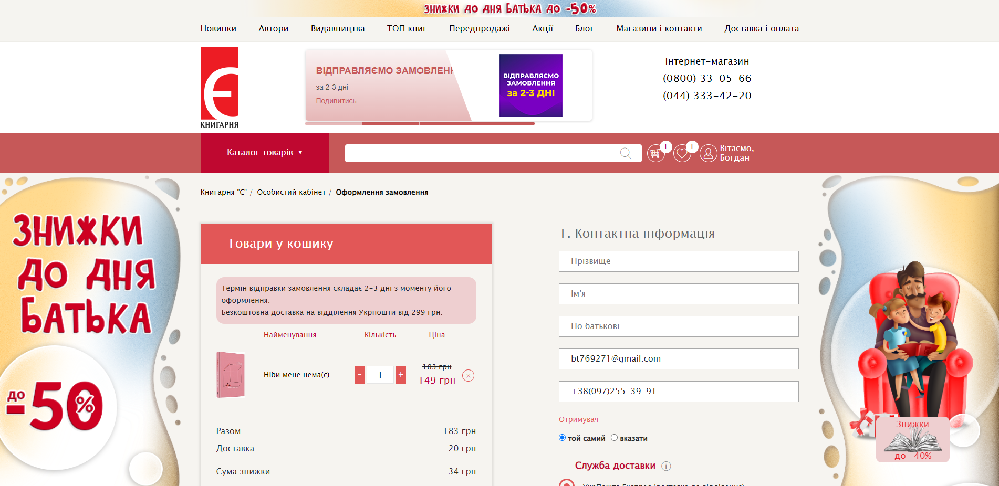 ЗНИЖКИ ДО ДНЯ БАТЬКА ДО -50%
Новинки Автори Видавництва ТОП книг Передпродажі Акції Блог Магазини і контакти Доставка і оплата
Є
КНИГАРНЯ
ВІДПРАВЛЯЄМО ЗАМОВЛЕНН
за 2-3 дні
Подивитись
ВІДПРАВЛЯЄМО
ЗАМОВЛЕННЯ
за 2-3 ДНІ
Інтернет-магазин
(0800) 33-05-66
(044) 333-42-20
Каталог товарів ▼
1
1
Вітаємо,
Богдан
Книгарня "Є" / Особистий кабінет / Оформлення замовлення
ЗНИЖКИ
ДО ДНЯ
БАТЬКА
ДО
-50%
Товари у кошику
Термін відправки замовлення складає 2-3 дні з моменту його
оформлення.
Безкоштовна доставка на відділення Укрпошти від 299 грн.
Найменування Кількість Ціна
Ніби мене нема(є) - 1 + 183 грн
149 грн
Разом 183 грн
Доставка 20 грн
Сума знижки 34 грн
1. Контактна інформація
Прізвище
Ім'я
По батькові
bt769271@gmail.com
+38(097)255-39-91
Отримувач
той самий вказати
Служба доставки i
УкрПошта Експрес (доставка до відділення)
Знижки
до -40%